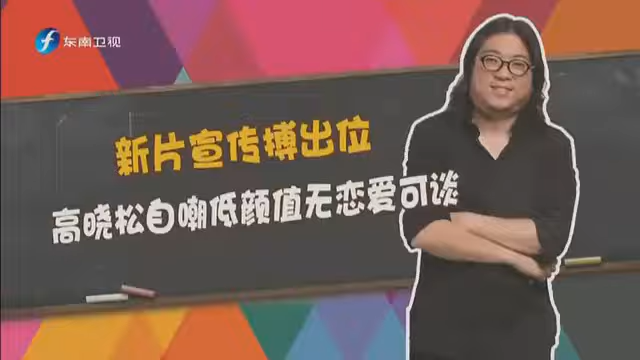 东南卫视
新片宣传搏出位
高晓松自嘲低颜值无恋爱可谈